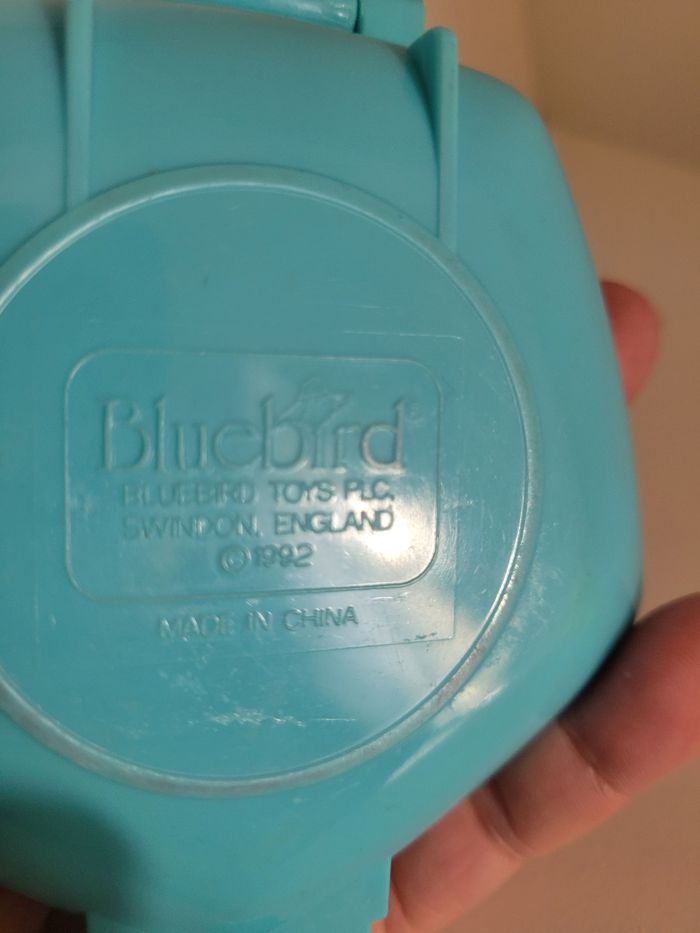 Bluebird®
BLUEBIRD TOYS PLC.
SWINDON, ENGLAND
© 1992
MADE IN CHINA